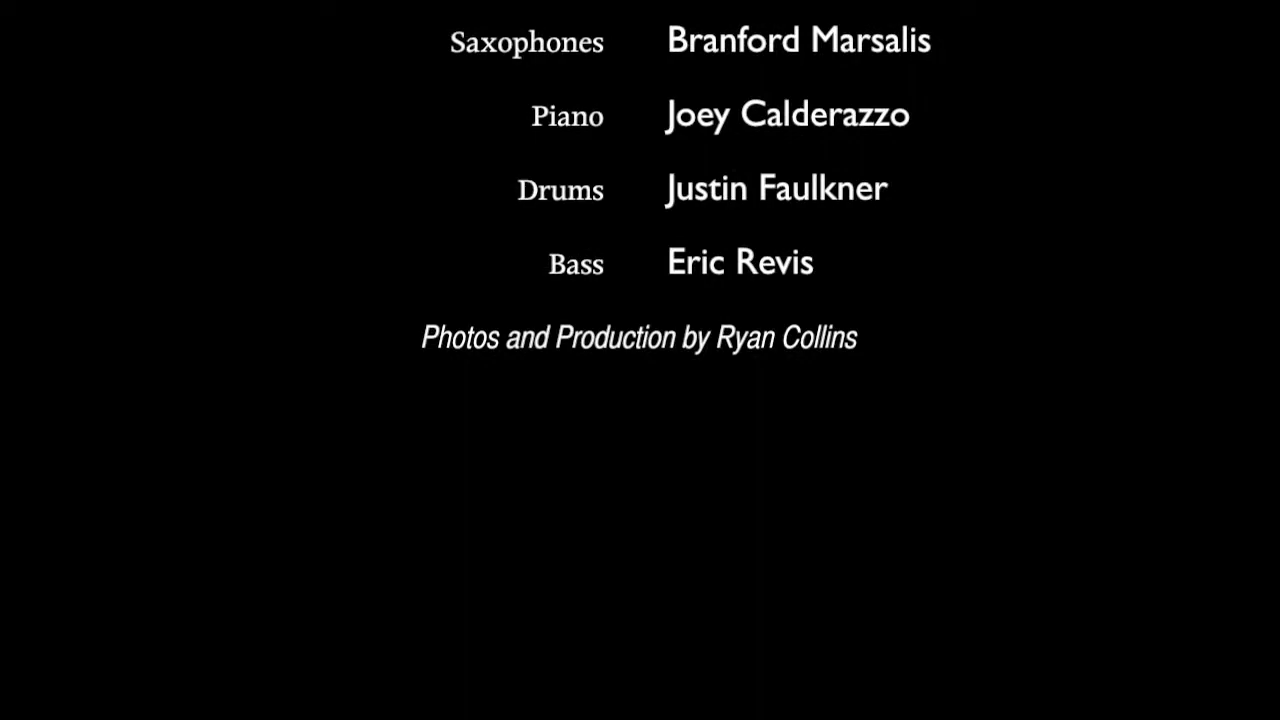 Saxophones Branford Marsalis
Piano Joey Calderazzo
Drums Justin Faulkner
Bass Eric Revis
Photos and Production by Ryan Collins